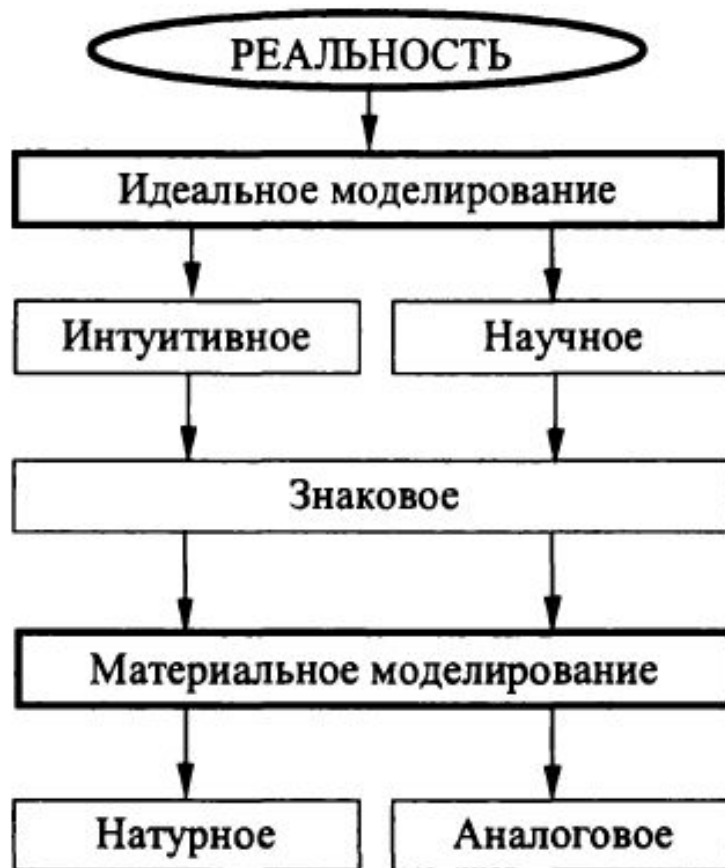 РЕАЛЬНОСТЬ
Идеальное моделирование
Интуитивное
Научное
Знаковое
Материальное моделирование
Натурное
Аналоговое